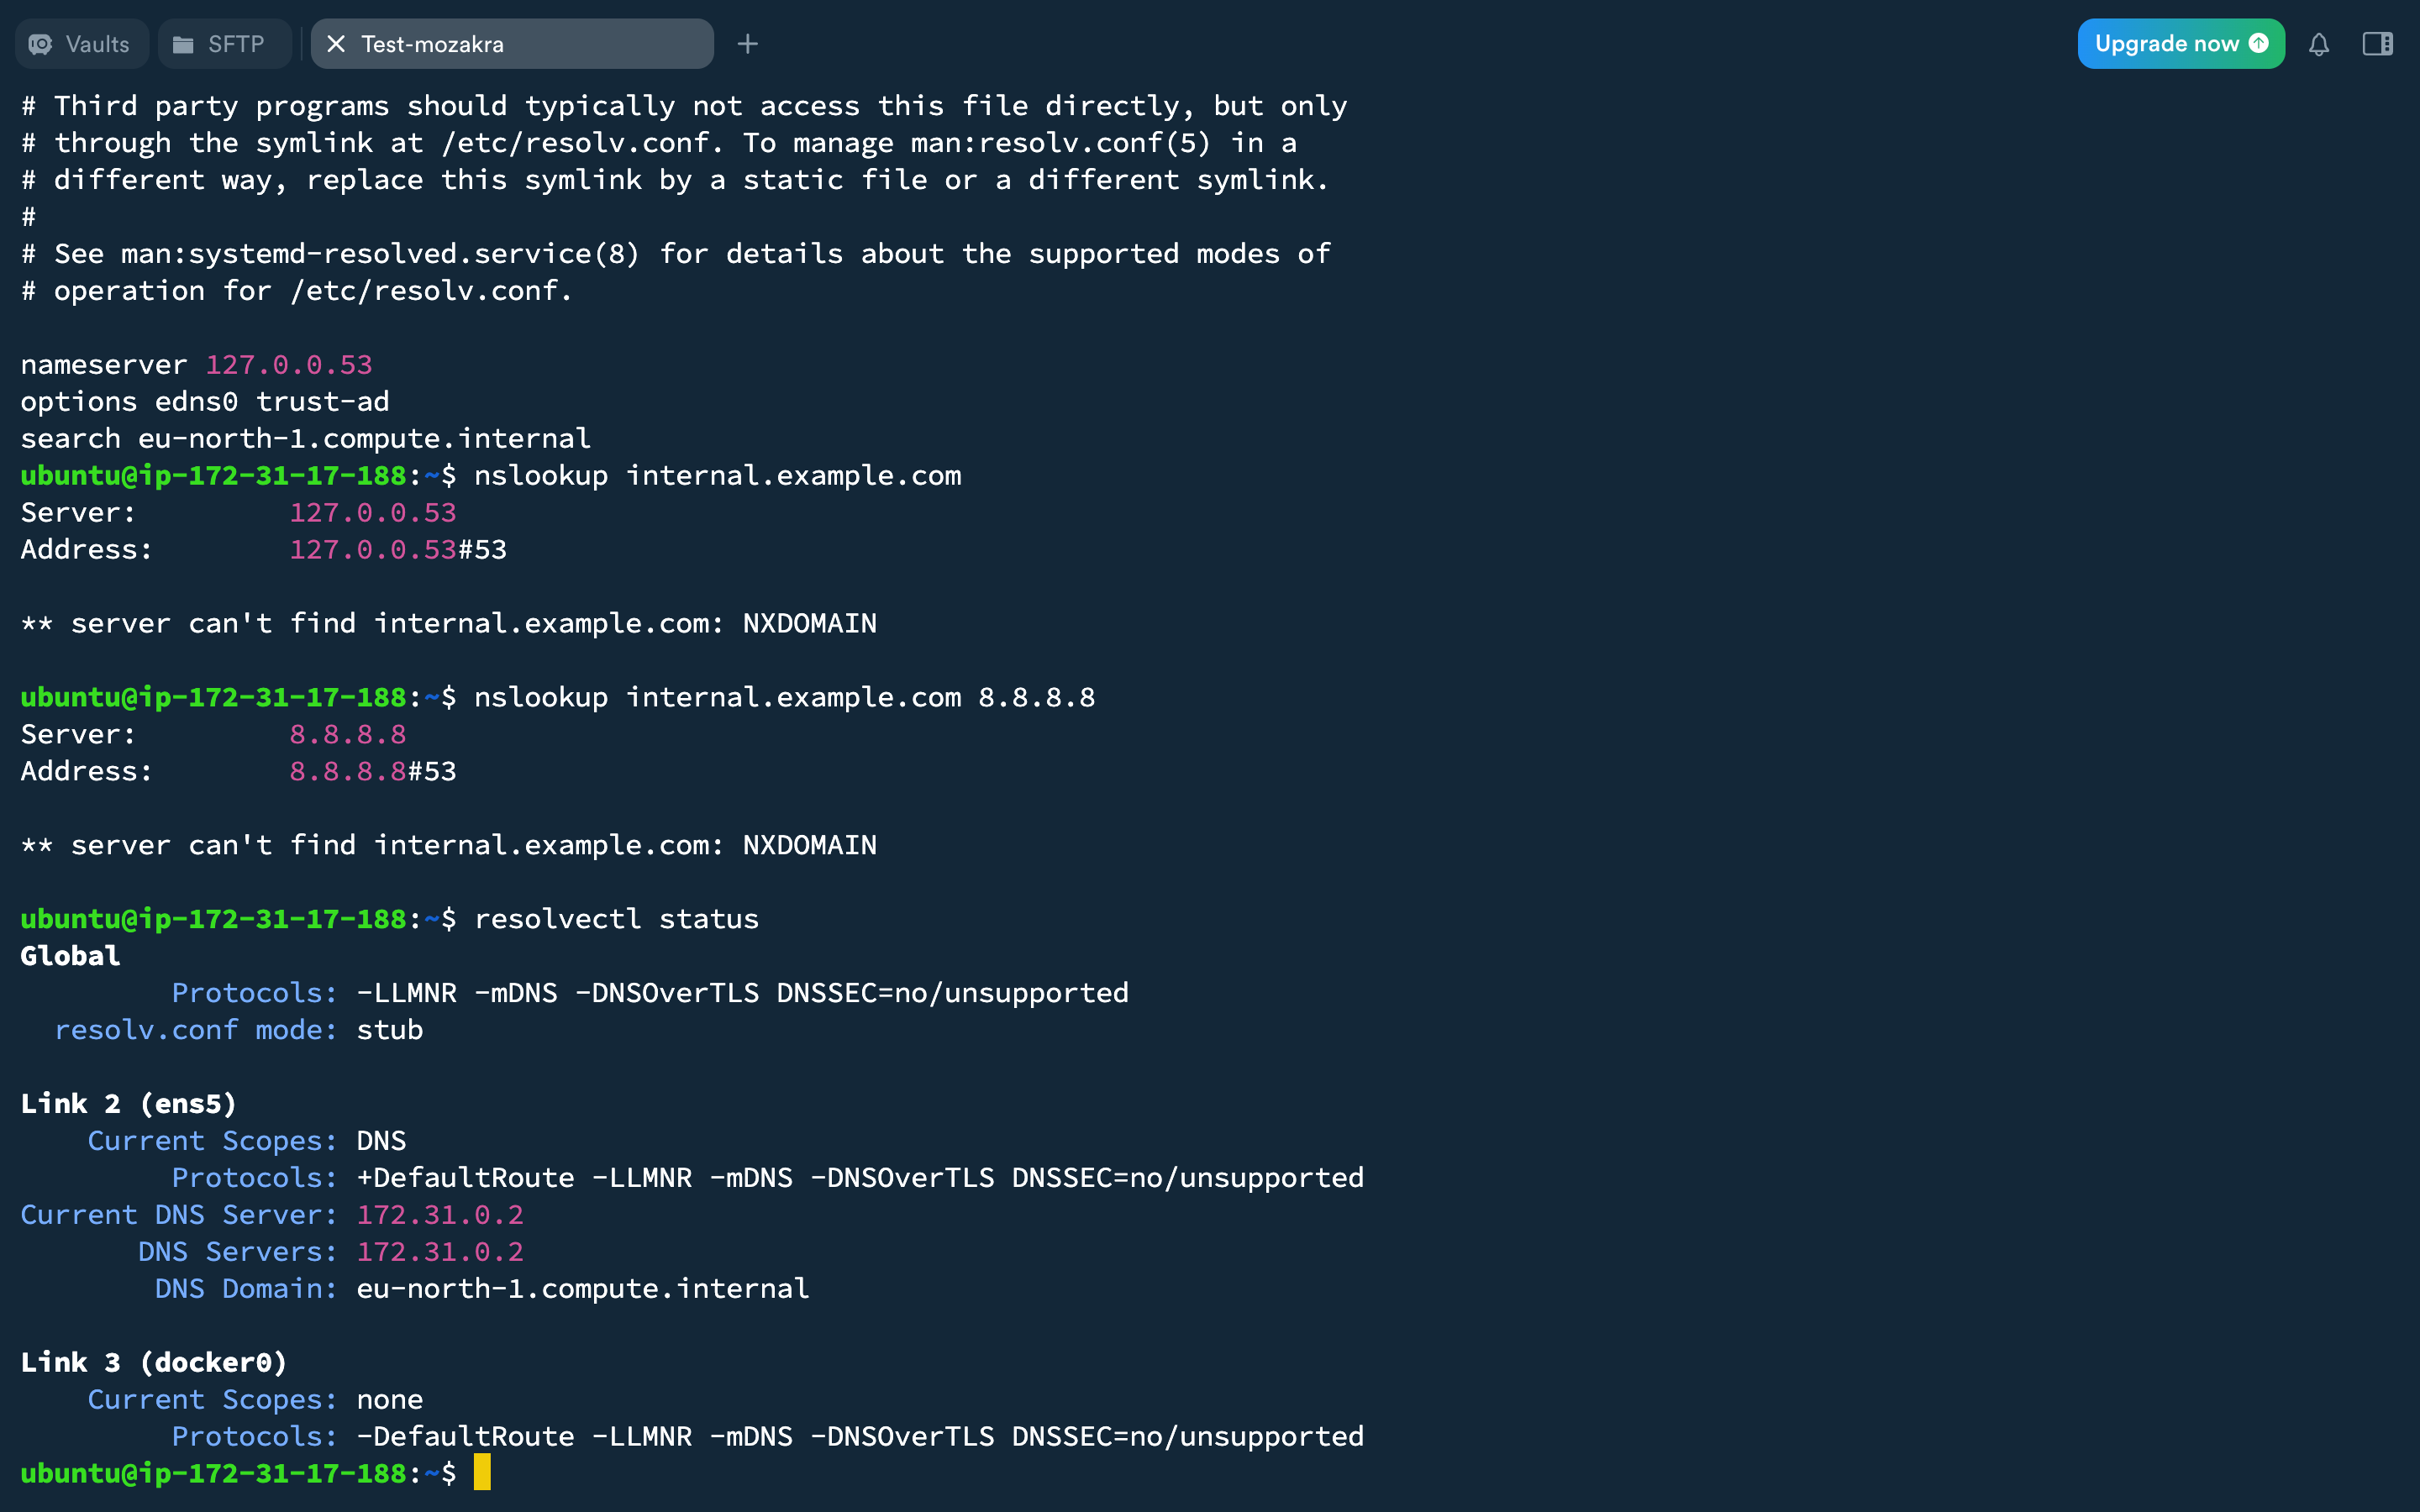 Vaults
SFTP
Test-mozakra
Upgrade now
# Third party programs should typically not access this file directly, but only
# through the symlink at /etc/resolv.conf. To manage man:resolv.conf(5) in a
# different way, replace this symlink by a static file or a different symlink.
#
# See man:systemd-resolved.service(8) for details about the supported modes of
# operation for /etc/resolv.conf.
nameserver 127.0.0.53
options edns0 trust-ad
search eu-north-1.compute.internal
ubuntu@ip-172-31-17-188:~$ nslookup internal.example.com
Server:         127.0.0.53
Address:        127.0.0.53#53
** server can't find internal.example.com: NXDOMAIN
ubuntu@ip-172-31-17-188:~$ nslookup internal.example.com 8.8.8.8
Server:         8.8.8.8
Address:        8.8.8.8#53
** server can't find internal.example.com: NXDOMAIN
ubuntu@ip-172-31-17-188:~$ resolvectl status
Global
         Protocols: -LLMNR -mDNS -DNSOverTLS DNSSEC=no/unsupported
  resolv.conf mode: stub
Link 2 (ens5)
    Current Scopes: DNS
         Protocols: +DefaultRoute -LLMNR -mDNS -DNSOverTLS DNSSEC=no/unsupported
Current DNS Server: 172.31.0.2
       DNS Servers: 172.31.0.2
        DNS Domain: eu-north-1.compute.internal
Link 3 (docker0)
    Current Scopes: none
         Protocols: -DefaultRoute -LLMNR -mDNS -DNSOverTLS DNSSEC=no/unsupported
ubuntu@ip-172-31-17-188:~$